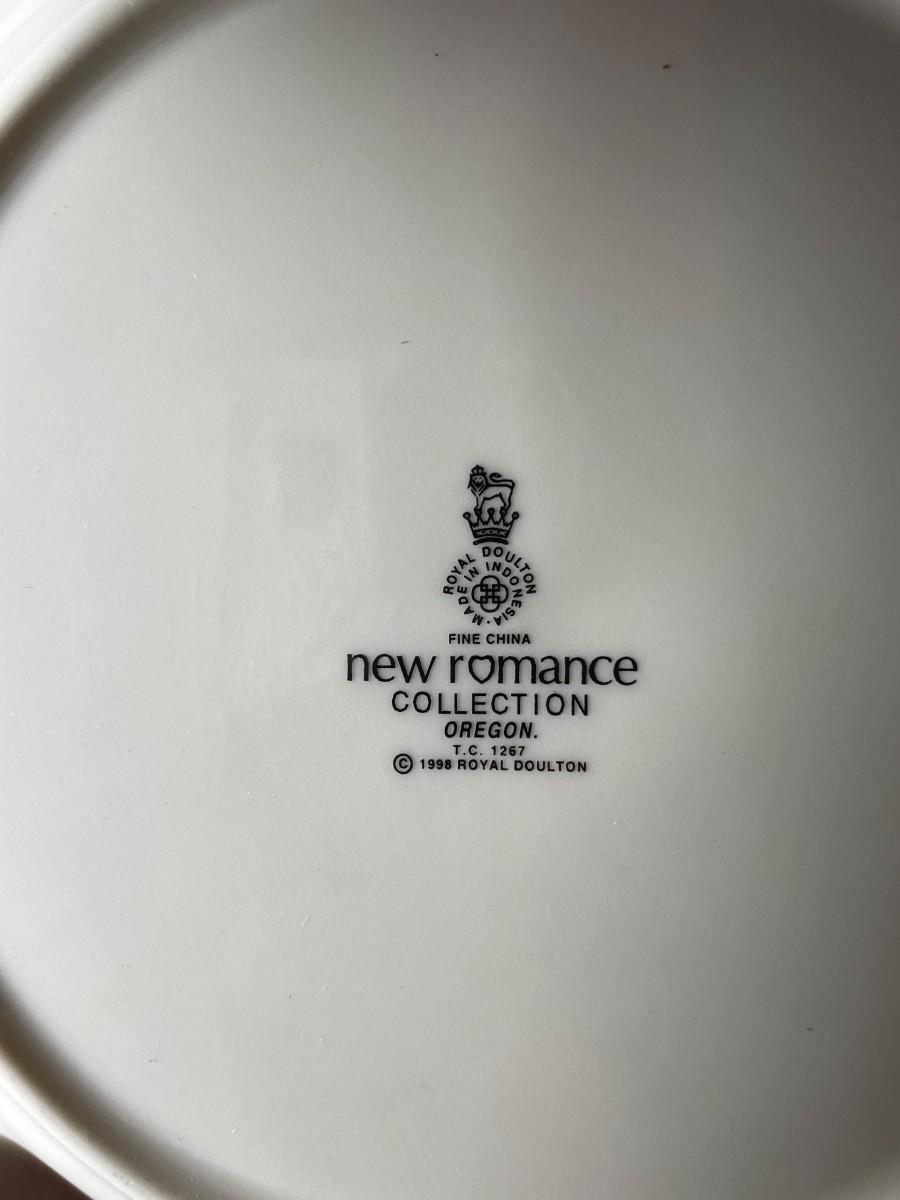 ROYAL DOULTON
MADE IN INDONESIA
FINE CHINA
new romance
COLLECTION
OREGON.
T.C. 1267
© 1998 ROYAL DOULTON